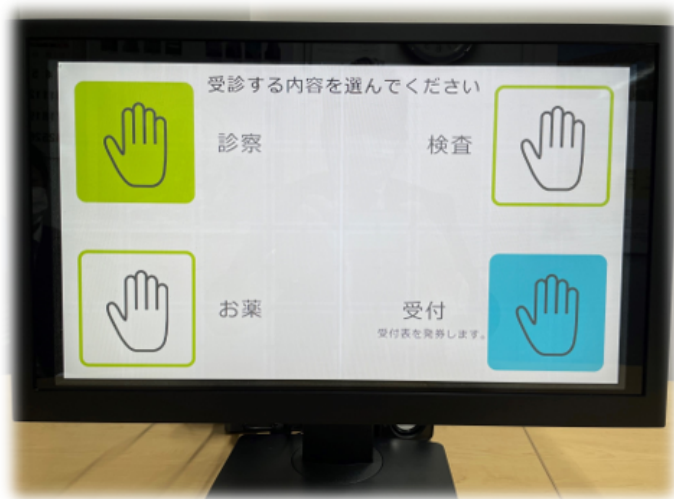 受診する内容を選んでください
診察
検査
お薬
受付
受付表を発券します。